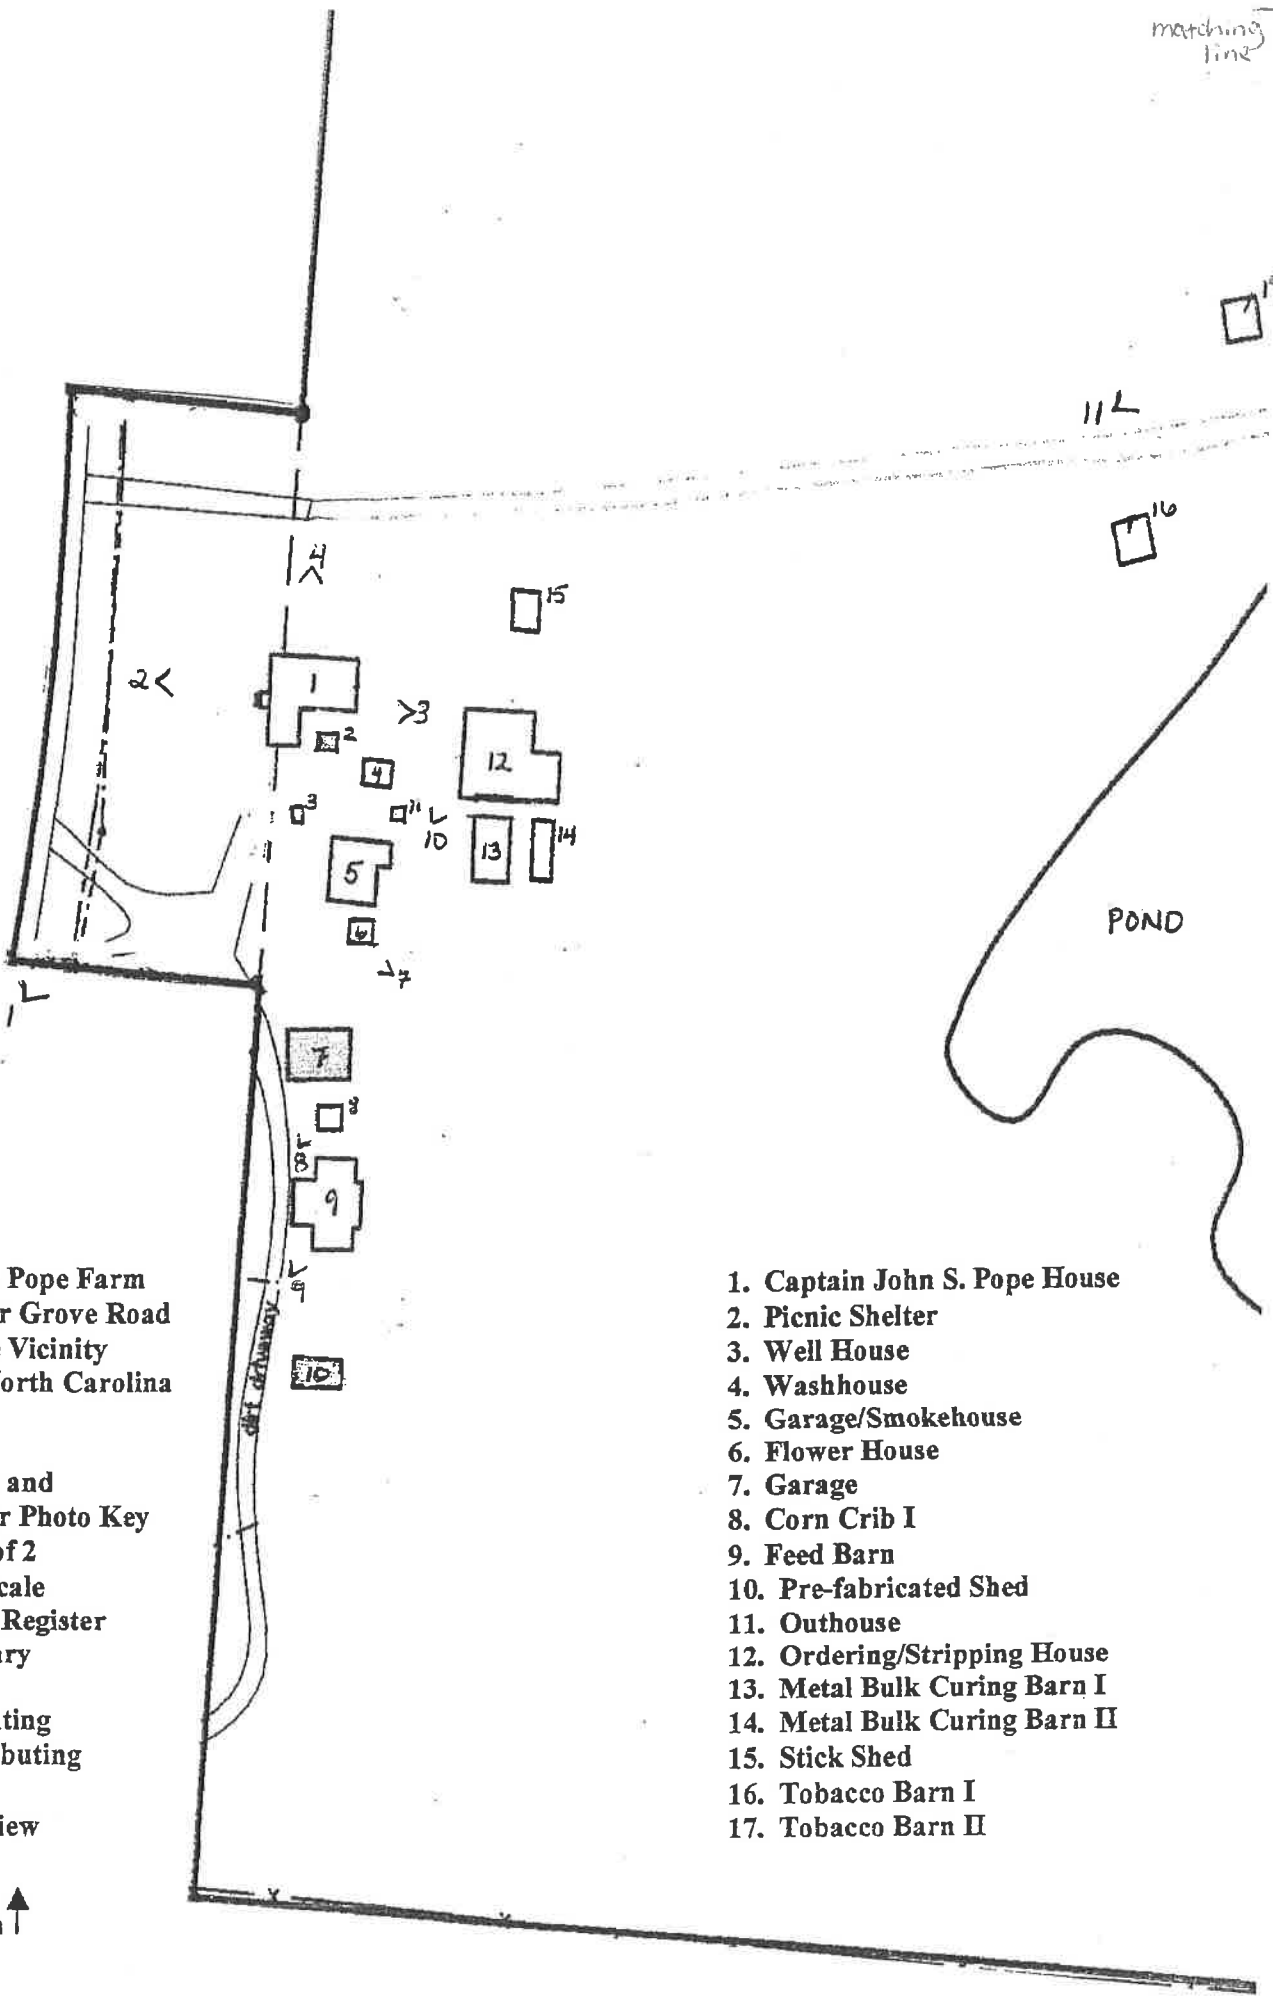 matching
line
17
11
16
4
15
1
2
3
2
12
4
3
11
10
14
13
5
6
7
POND
1
7
8
8
9
9
dirt driveway
10
Pope Farm
r Grove Road
Vicinity
orth Carolina
and
r Photo Key
of 2
cale
Register
ary
ting
buting
iew
1. Captain John S. Pope House
2. Picnic Shelter
3. Well House
4. Washhouse
5. Garage/Smokehouse
6. Flower House
7. Garage
8. Corn Crib I
9. Feed Barn
10. Pre-fabricated Shed
11. Outhouse
12. Ordering/Stripping House
13. Metal Bulk Curing Barn I
14. Metal Bulk Curing Barn II
15. Stick Shed
16. Tobacco Barn I
17. Tobacco Barn II